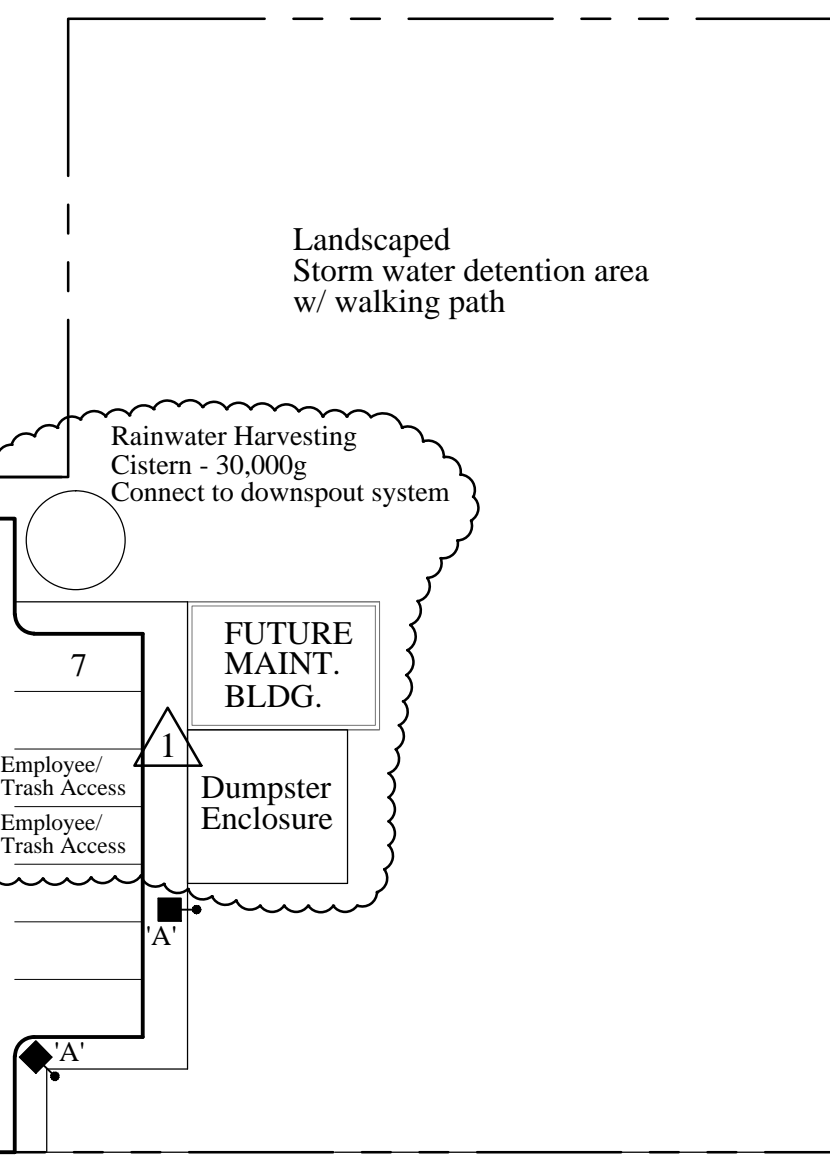 Landscaped
Storm water detention area
w/ walking path
Rainwater Harvesting
Cistern - 30,000g
Connect to downspout system
FUTURE
MAINT.
BLDG.
7
1
Employee/
Trash Access
Dumpster
Enclosure
Employee/
Trash Access
'A'
'A'